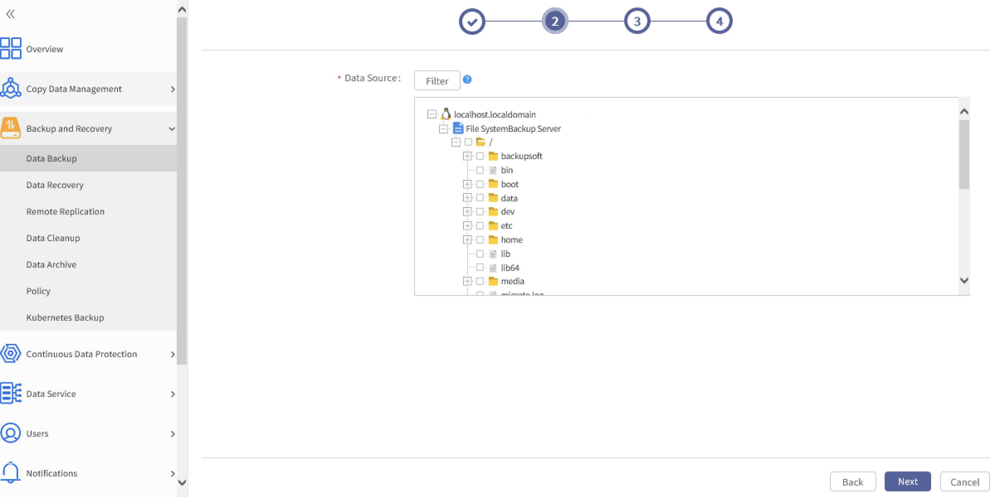 Overview
Copy Data Management
Backup and Recovery
Data Backup
Data Recovery
Remote Replication
Data Cleanup
Data Archive
Policy
Kubernetes Backup
Continuous Data Protection
Data Service
Users
Notifications
2
3
4
* Data Source:
Filter
?
localhost.localdomain
File SystemBackup Server
/
backupsoft
bin
boot
data
dev
etc
home
lib
lib64
media
migrate.log
Back
Next
Cancel